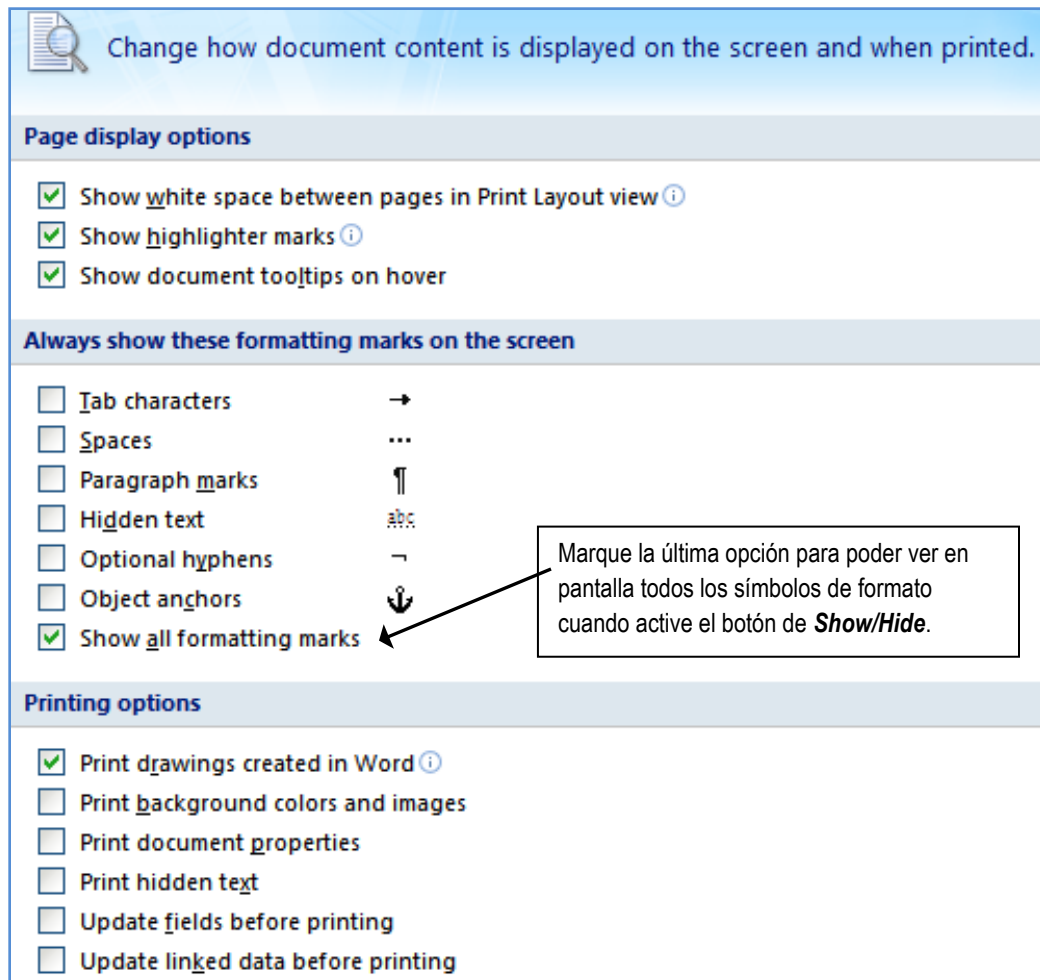 Change how document content is displayed on the screen and when printed.
Page display options
Show white space between pages in Print Layout view
Show highlighter marks
Show document tooltips on hover
Always show these formatting marks on the screen
Tab characters →
Spaces ...
Paragraph marks ¶
Hidden text abc
Optional hyphens ¬
Object anchors
Show all formatting marks
Marque la última opción para poder ver en
pantalla todos los símbolos de formato
cuando active el botón de Show/Hide.
Printing options
Print drawings created in Word
Print background colors and images
Print document properties
Print hidden text
Update fields before printing
Update linked data before printing